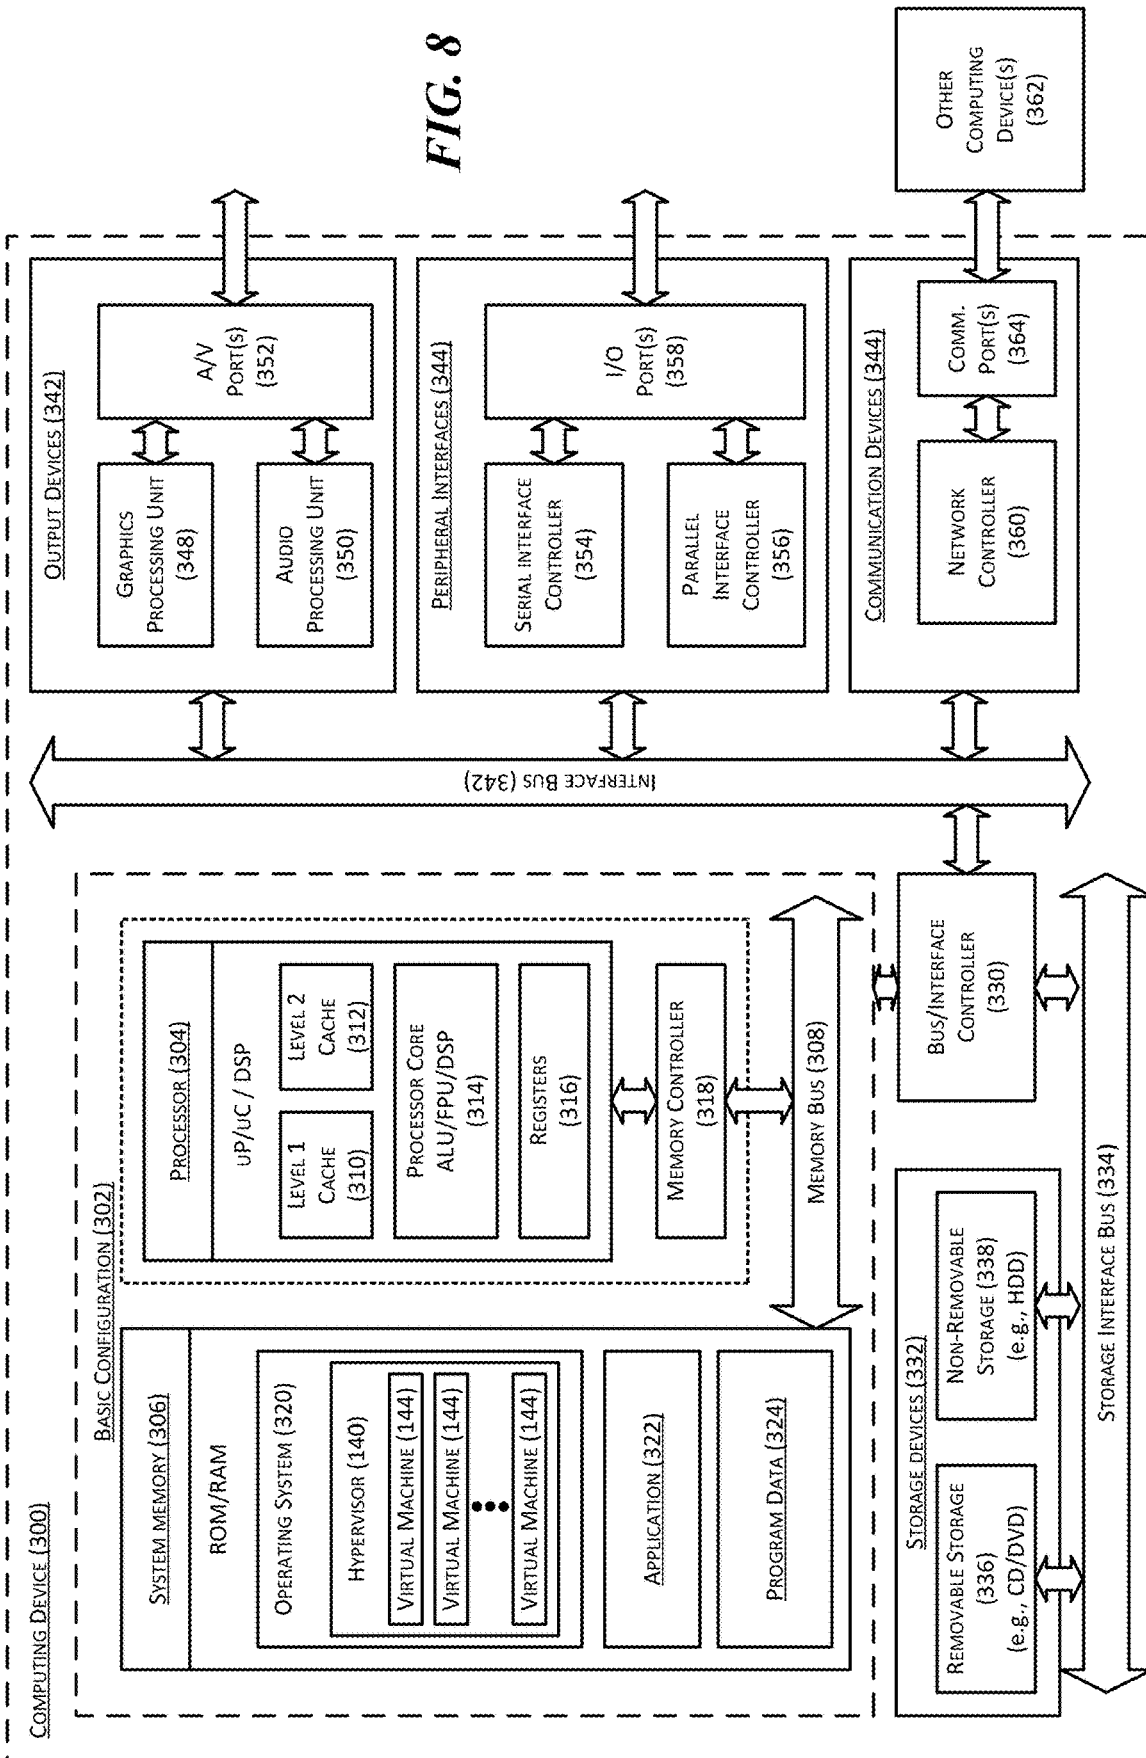 COMPUTING DEVICE (300)
BASIC CONFIGURATION (302)
SYSTEM MEMORY (306)
ROM/RAM
OPERATING SYSTEM (320)
HYPERVISOR (140)
VIRTUAL MACHINE (144)
VIRTUAL MACHINE (144)
VIRTUAL MACHINE (144)
APPLICATION (322)
PROGRAM DATA (324)
PROCESSOR (304)
UP/UC / DSP
LEVEL 1
CACHE
(310)
LEVEL 2
CACHE
(312)
PROCESSOR CORE
ALU/FPU/DSP
(314)
REGISTERS
(316)
MEMORY CONTROLLER
(318)
MEMORY BUS (308)
STORAGE DEVICES (332)
REMOVABLE STORAGE
(336)
(e.g., CD/DVD)
NON-REMOVABLE
STORAGE (338)
(e.g., HDD)
STORAGE INTERFACE BUS (334)
BUS/INTERFACE
CONTROLLER
(330)
INTERFACE BUS (342)
OUTPUT DEVICES (342)
GRAPHICS
PROCESSING UNIT
(348)
AUDIO
PROCESSING UNIT
(350)
A/V
PORT(S)
(352)
PERIPHERAL INTERFACES (344)
SERIAL INTERFACE
CONTROLLER
(354)
PARALLEL
INTERFACE
CONTROLLER
(356)
I/O
PORT(S)
(358)
COMMUNICATION DEVICES (344)
NETWORK
CONTROLLER
(360)
COMM.
PORT(S)
(364)
OTHER
COMPUTING
DEVICE(S)
(362)
FIG. 8